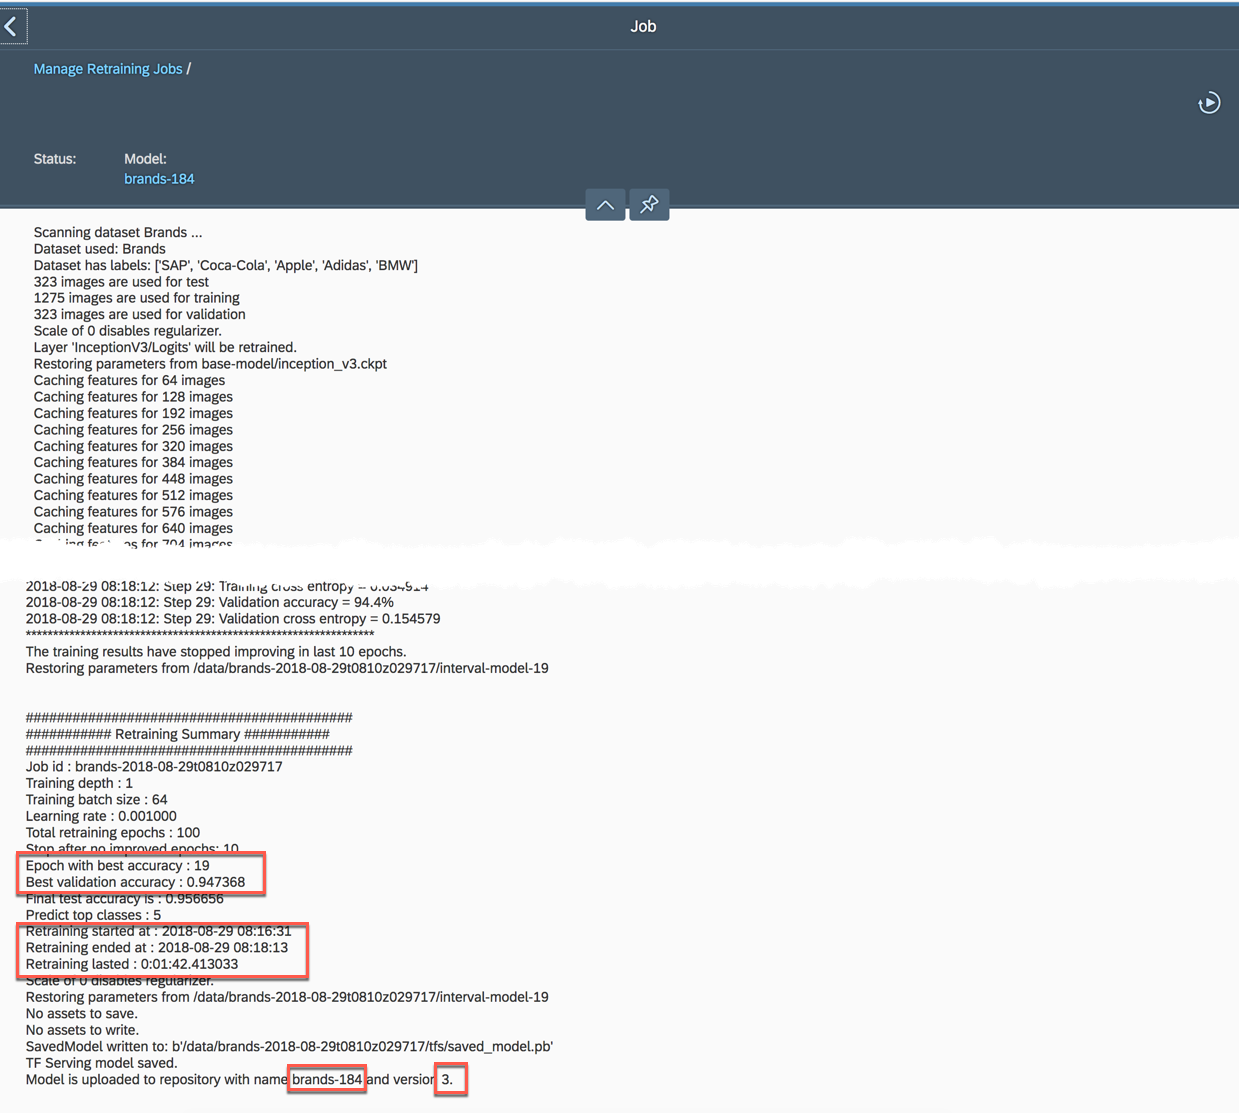 Job
Manage Retraining Jobs /
Status:
Model:
brands-184
Scanning dataset Brands ...
Dataset used: Brands
Dataset has labels: ['SAP', 'Coca-Cola', 'Apple', 'Adidas', 'BMW']
323 images are used for test
1275 images are used for training
323 images are used for validation
Scale of 0 disables regularizer.
Layer 'InceptionV3/Logits' will be retrained.
Restoring parameters from base-model/inception_v3.ckpt
Caching features for 64 images
Caching features for 128 images
Caching features for 192 images
Caching features for 256 images
Caching features for 320 images
Caching features for 384 images
Caching features for 448 images
Caching features for 512 images
Caching features for 576 images
Caching features for 640 images
for 704 images
2018-08-29 08:18:12: Step 29: Training cross entropy = 0.034914
2018-08-29 08:18:12: Step 29: Validation accuracy = 94.4%
2018-08-29 08:18:12: Step 29: Validation cross entropy = 0.154579
****************************************************************
The training results have stopped improving in last 10 epochs.
Restoring parameters from /data/brands-2018-08-29t0810z029717/interval-model-19
##########################################
########### Retraining Summary ###########
##########################################
Job id : brands-2018-08-29t0810z029717
Training depth : 1
Training batch size : 64
Learning rate : 0.001000
Total retraining epochs : 100
Stop after no improved epochs: 10
Epoch with best accuracy : 19
Best validation accuracy : 0.947368
Final test accuracy is : 0.956656
Predict top classes : 5
Retraining started at : 2018-08-29 08:16:31
Retraining ended at : 2018-08-29 08:18:13
Retraining lasted : 0:01:42.413033
Scale of 0 disables regularizer.
Restoring parameters from /data/brands-2018-08-29t0810z029717/interval-model-19
No assets to save.
No assets to write.
SavedModel written to: b'/data/brands-2018-08-29t0810z029717/tfs/saved_model.pb'
TF Serving model saved.
Model is uploaded to repository with name brands-184 and version 3.